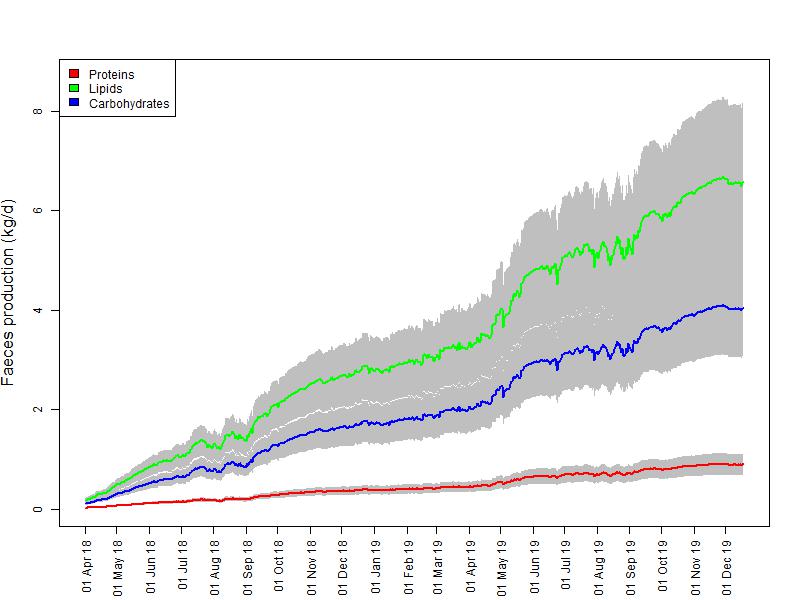 Proteins
Lipids
Carbohydrates
Faeces production (kg/d)
8
6
4
2
0
01 Apr 18
01 May 18
01 Jun 18
01 Jul 18
01 Aug 18
01 Sep 18
01 Oct 18
01 Nov 18
01 Dec 18
01 Jan 19
01 Feb 19
01 Mar 19
01 Apr 19
01 May 19
01 Jun 19
01 Jul 19
01 Aug 19
01 Sep 19
01 Oct 19
01 Nov 19
01 Dec 19